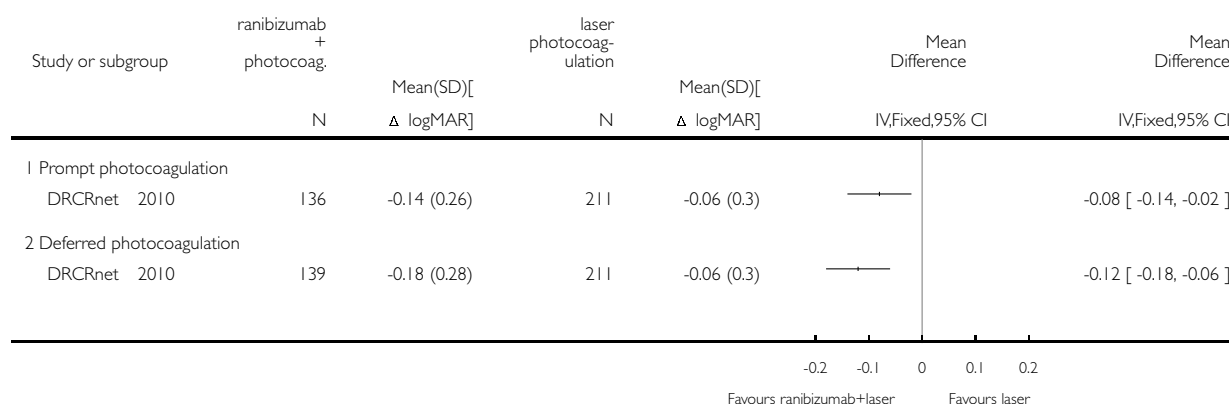 ranibizumab
+
photocoag.
laser
photocoag-
ulation
Study or subgroup
Mean
Difference
Mean
Difference
Mean(SD)[
Δ logMAR]
Mean(SD)[
Δ logMAR]
N
N
IV,Fixed,95% CI
IV,Fixed,95% CI
1 Prompt photocoagulation
DRCRnet 2010 136 -0.14 (0.26) 211 -0.06 (0.3) -0.08 [ -0.14, -0.02 ]
2 Deferred photocoagulation
DRCRnet 2010 139 -0.18 (0.28) 211 -0.06 (0.3) -0.12 [ -0.18, -0.06 ]
-0.2 -0.1 0 0.1 0.2
Favours ranibizumab+laser Favours laser